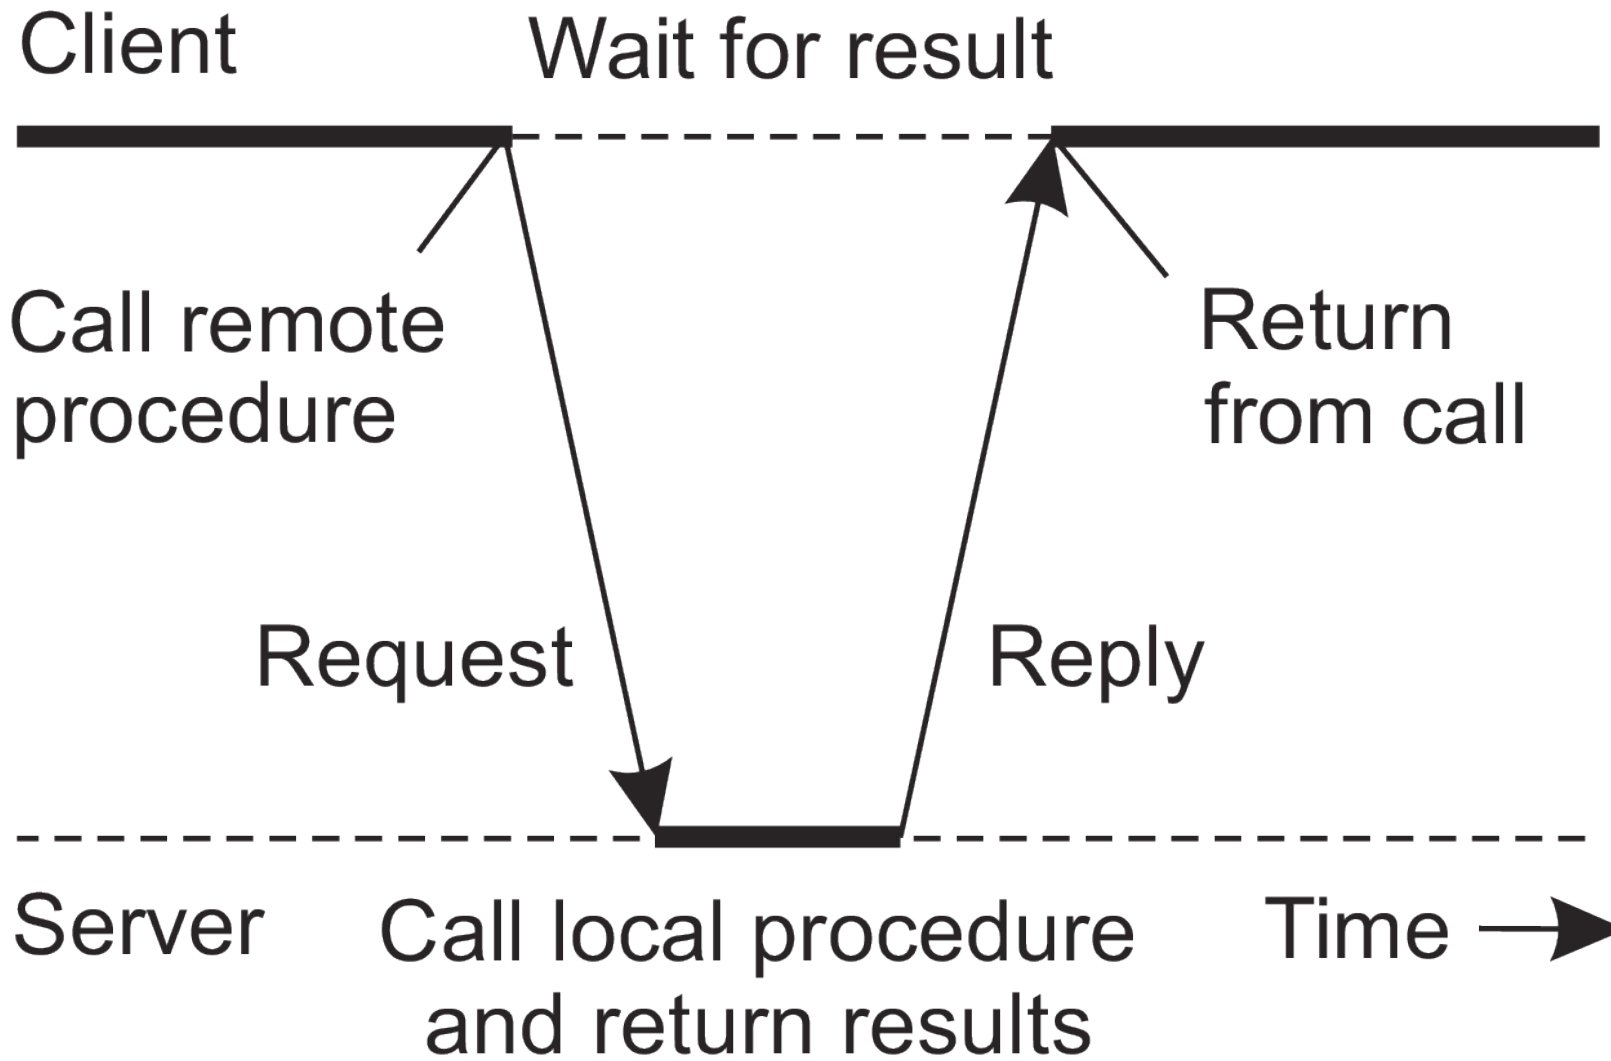 Client
Wait for result
Call remote
procedure
Return
from call
Request
Reply
Server
Call local procedure
and return results
Time